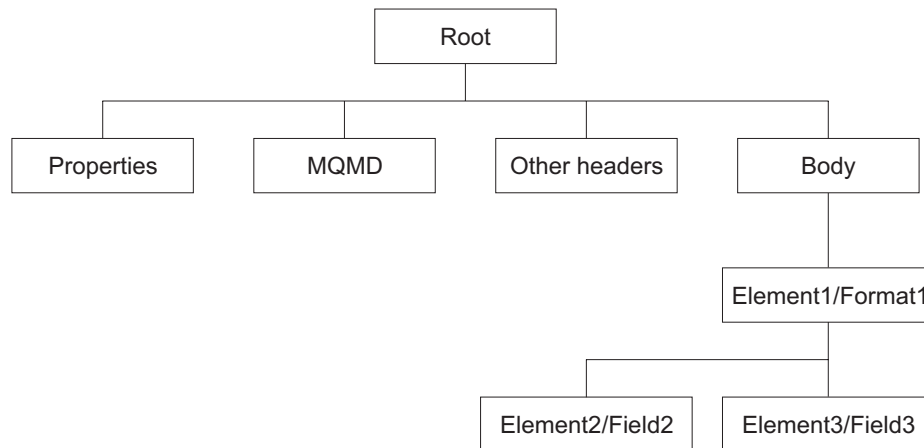 Root
Properties
MQMD
Other headers
Body
Element1/Format1
Element2/Field2
Element3/Field3